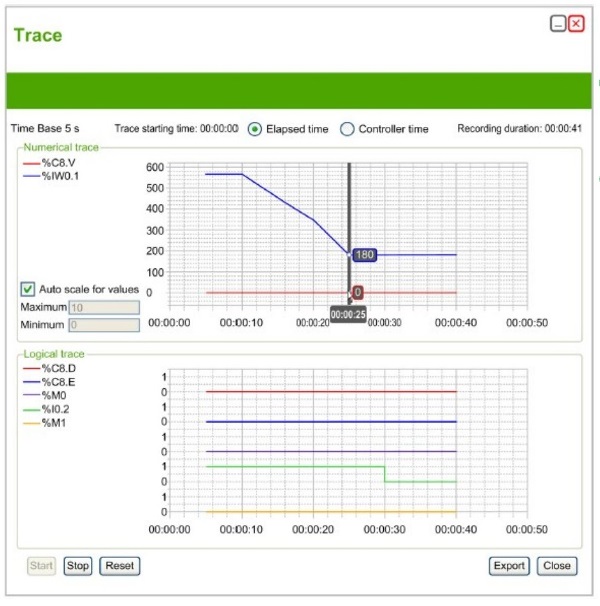 Trace
Time Base 5 s Trace starting time: 00:00:00 Elapsed time Controller time Recording duration: 00:00:41
Numerical trace
%C8.V
%IW0.1
600
500
400
300
200
100
0
180
0
00:00:25
Auto scale for values
Maximum 10
Minimum 0
00:00:00 00:00:10 00:00:20 00:00:30 00:00:40 00:00:50
Logical trace
%C8.D
%C8.E
%M0
%I0.2
%M1
1
0
1
0
1
0
1
0
1
0
00:00:00 00:00:10 00:00:20 00:00:30 00:00:40 00:00:50
Start Stop Reset Export Close